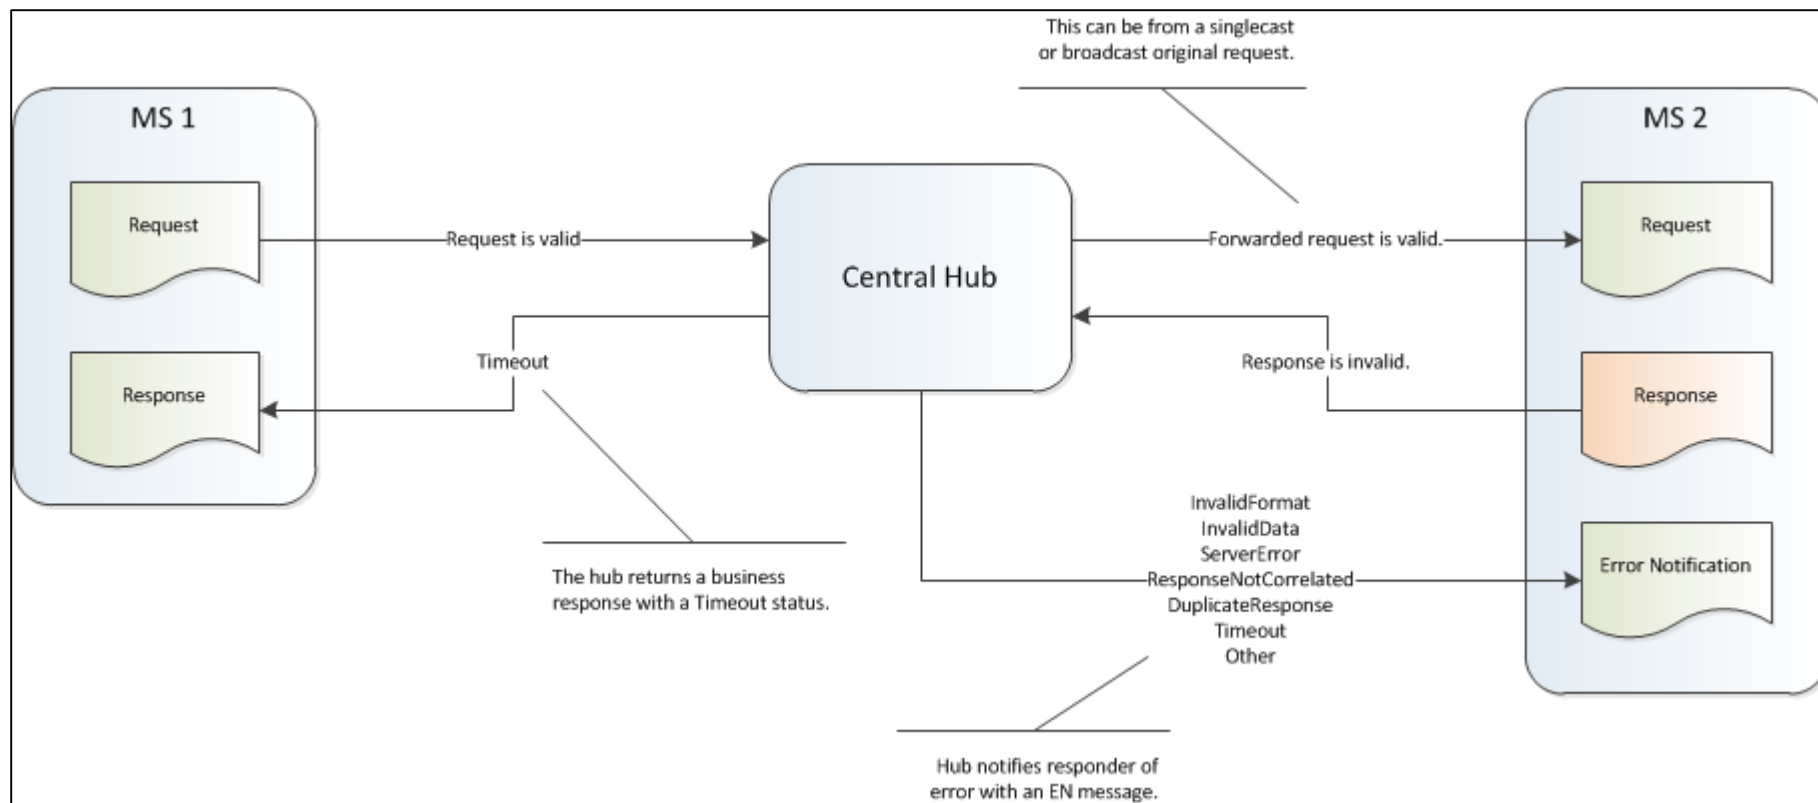 This can be from a singlecast
or broadcast original request.
MS 1
MS 2
Request
Request is valid
Central Hub
Forwarded request is valid.
Request
Response
Timeout
Response is invalid.
Response
The hub returns a business
response with a Timeout status.
InvalidFormat
InvalidData
ServerError
ResponseNotCorrelated
DuplicateResponse
Timeout
Other
Error Notification
Hub notifies responder of
error with an EN message.